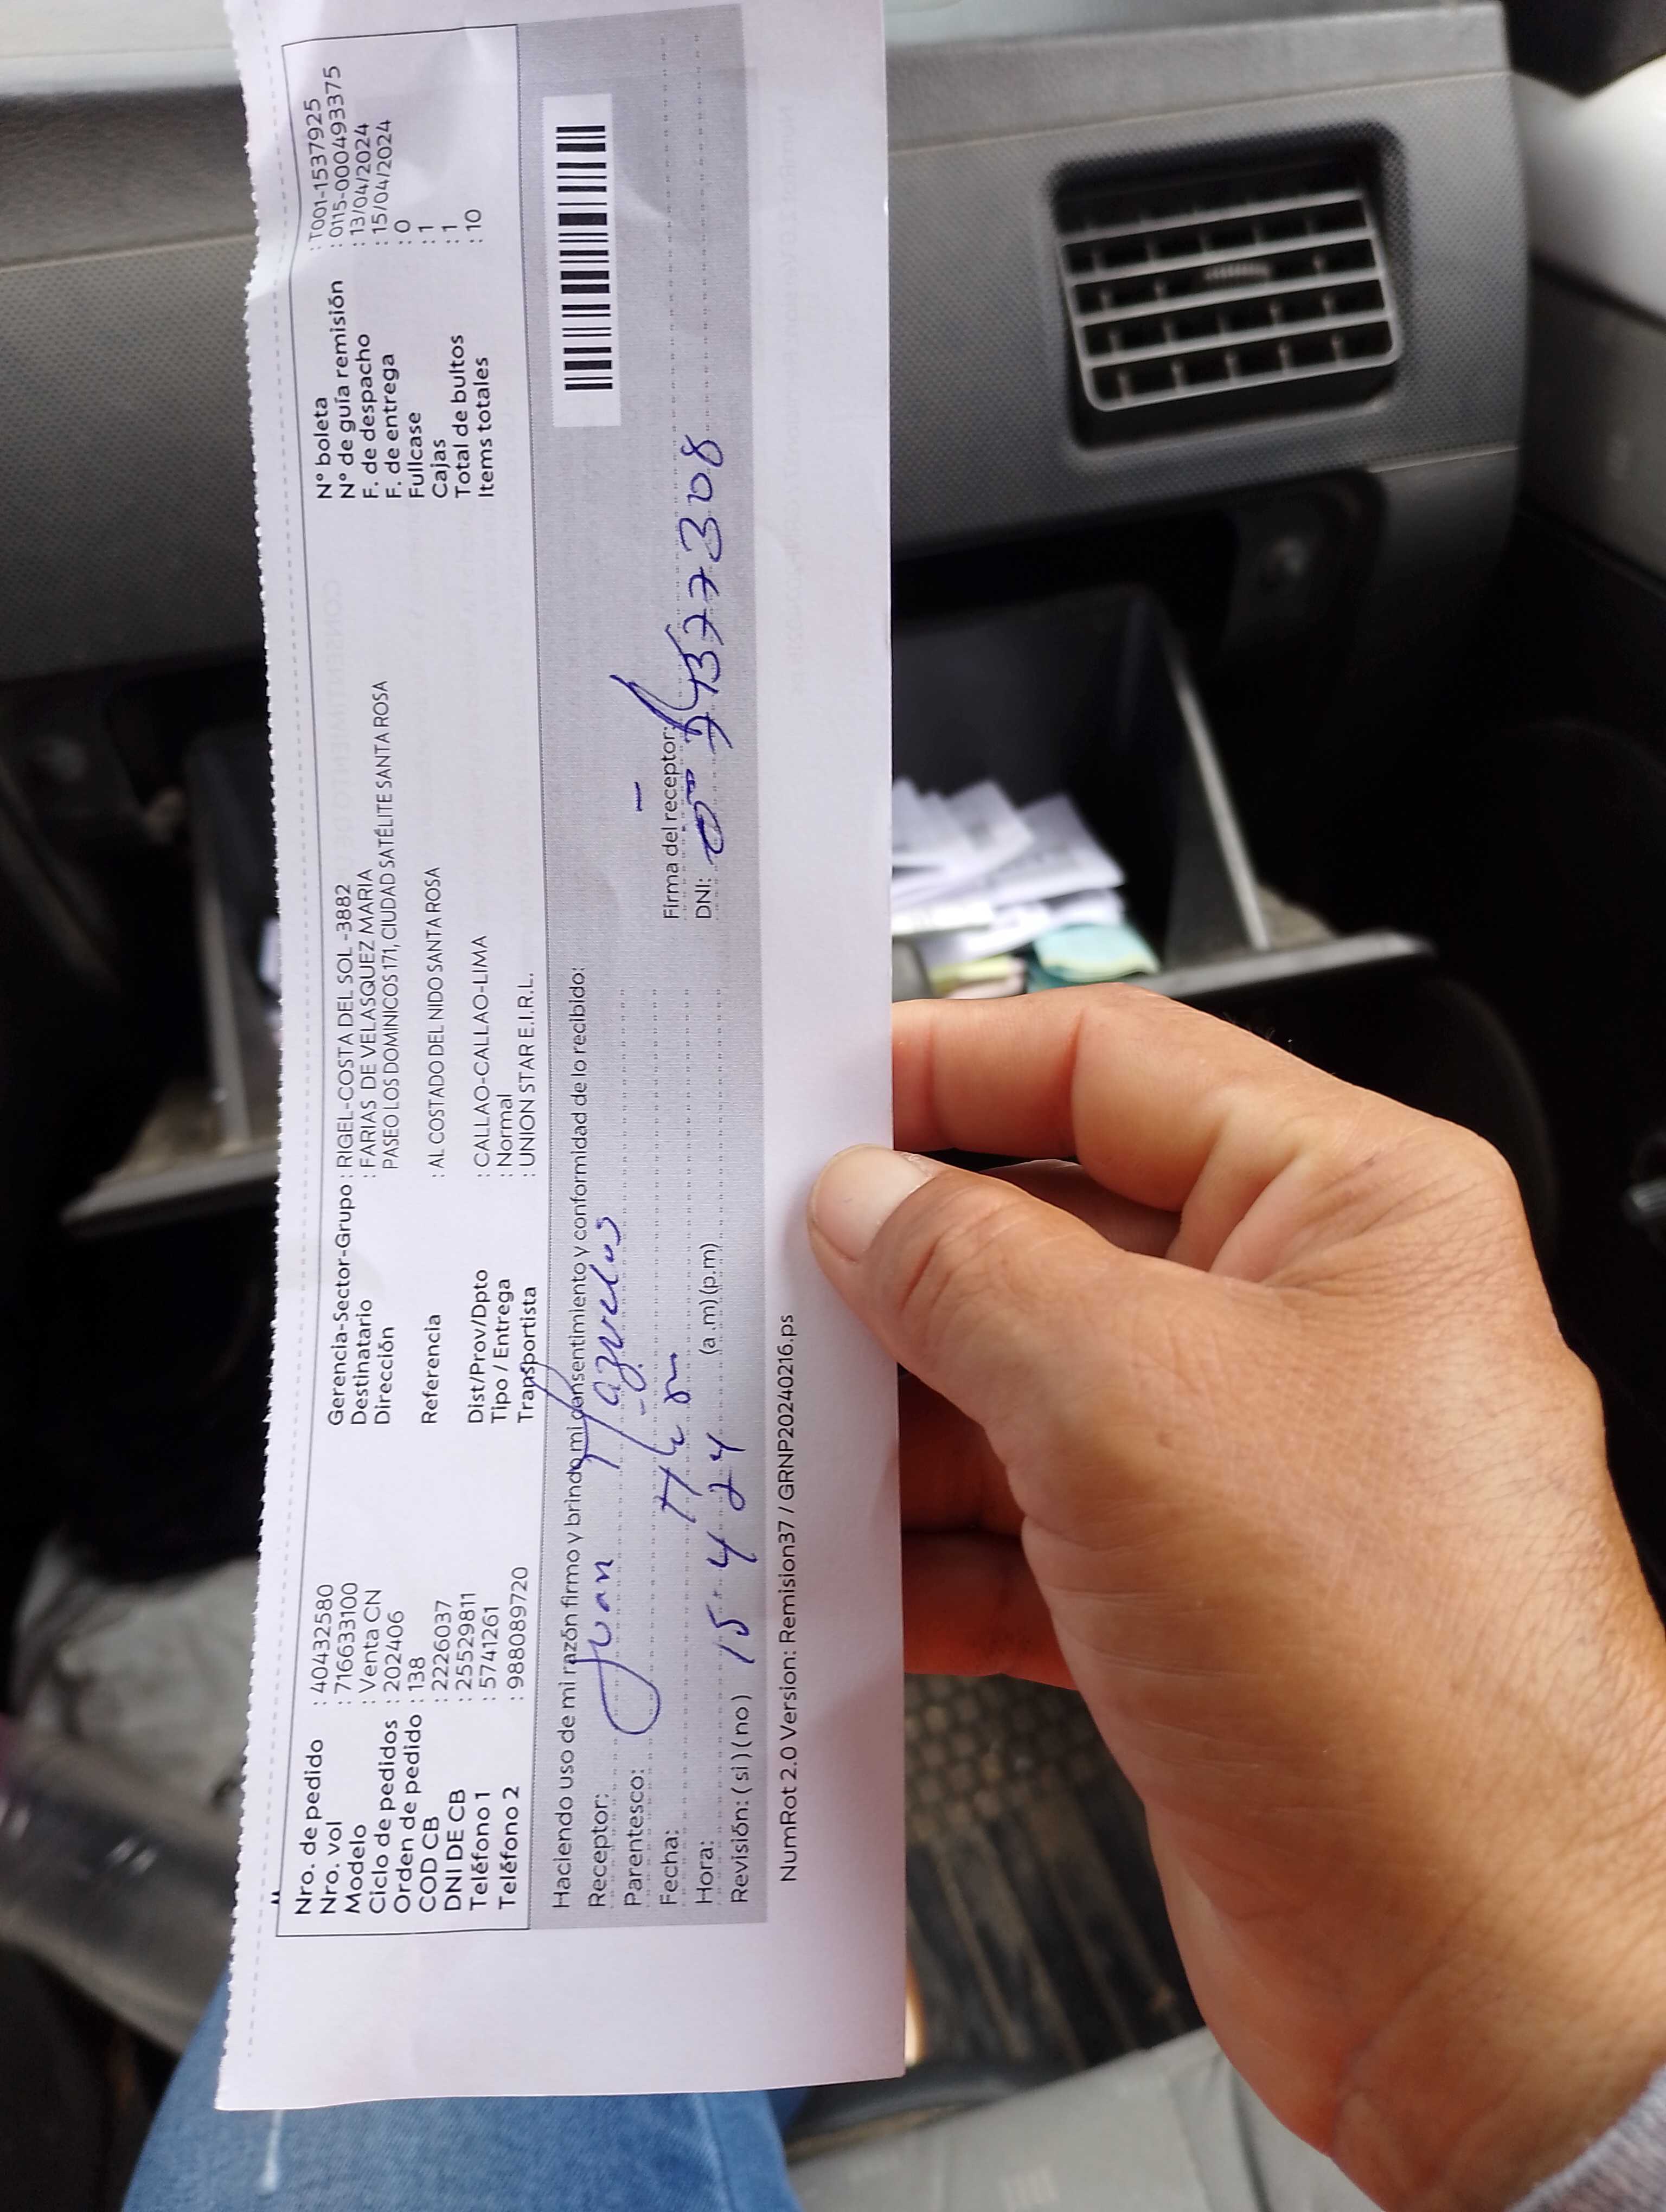 Nro. de pedido : 40432580
Nro. vol : 716633100
Modelo : Venta CN
Ciclo de pedidos : 202406
Orden de pedido : 138
COD CB : 2226037
DNI DE CB : 25529811
Teléfono 1 : 5741261
Teléfono 2 : 988089720
Gerencia-Sector-Grupo : RIGEL-COSTA DEL SOL -3882
Destinatario : FARIAS DE VELASQUEZ MARIA
Dirección PASEO LOS DOMINICOS 171, CIUDAD SATÉLITE SANTA ROSA
Referencia : AL COSTADO DEL NIDO SANTA ROSA
Dist/Prov/Dpto : CALLAO-CALLAO-LIMA
Tipo / Entrega : Normal
Transportista : UNION STAR E.I.R.L.
N° boleta : T001-1537925
N° de guía remisión : 0115-0004933375
F. de despacho : 13/04/2024
F. de entrega : 15/04/2024
Fullcase : 0
Cajas : 1
Total de bultos : 1
Items totales : 10
Haciendo uso de mi razón firmo y brindo mi consentimiento y conformidad de lo recibido:
Receptor: Juan
Parentesco:
Fecha: 15 4 24
Hora: (a.m) (p.m)
Revisión: ( si ) ( no )
Firma del receptor:
DNI:
NumRot 2.0 Version: Remision37 / GRNP20240216.ps